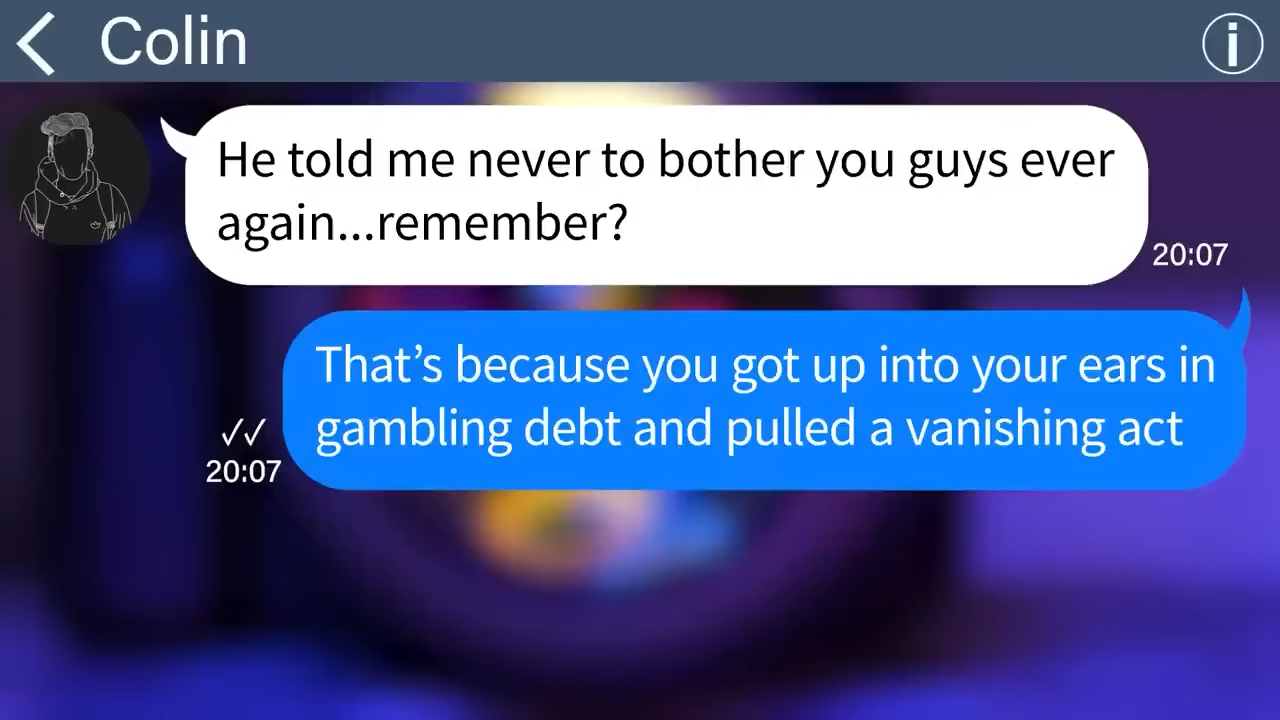 Colin
He told me never to bother you guys ever
again...remember?
20:07
That's because you got up into your ears in
gambling debt and pulled a vanishing act
✓✓
20:07